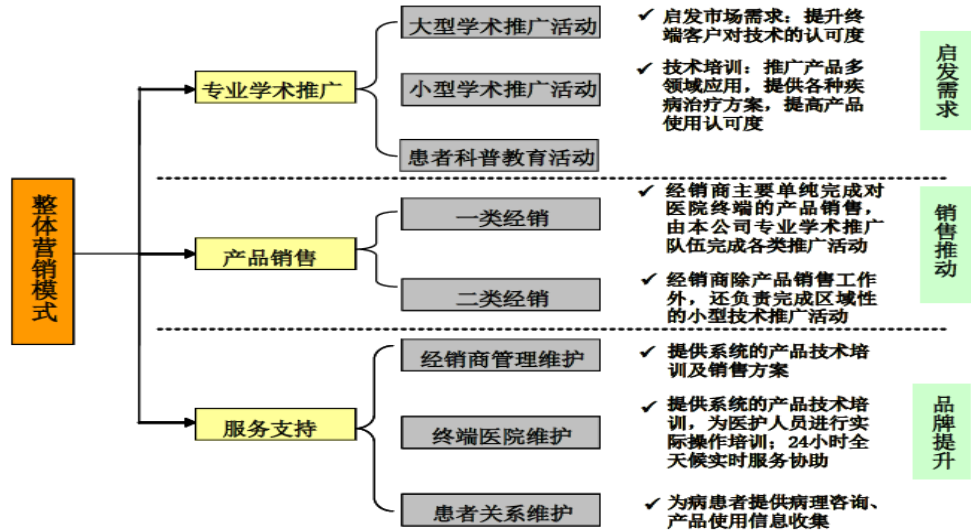 整体营销模式
专业学术推广
大型学术推广活动
小型学术推广活动
患者科普教育活动
✓ 启发市场需求：提升终
端客户对技术的认可度
✓ 技术培训：推广产品多
领域应用，提供各种疾
病治疗方案，提高产品
使用认可度
启发需求
产品销售
一类经销
二类经销
✓ 经销商主要单纯完成对
医院终端的产品销售，
由本公司专业学术推广
队伍完成各类推广活动
✓ 经销商除产品销售工作
外，还负责完成区域性
的小型技术推广活动
销售推动
服务支持
经销商管理维护
终端医院维护
患者关系维护
✓ 提供系统的产品技术培
训及销售方案
✓ 提供系统的产品技术培
训，为医护人员进行实
际操作培训；24小时全
天候实时服务协助
✓ 为病患者提供病理咨询、
产品使用信息收集
品牌提升